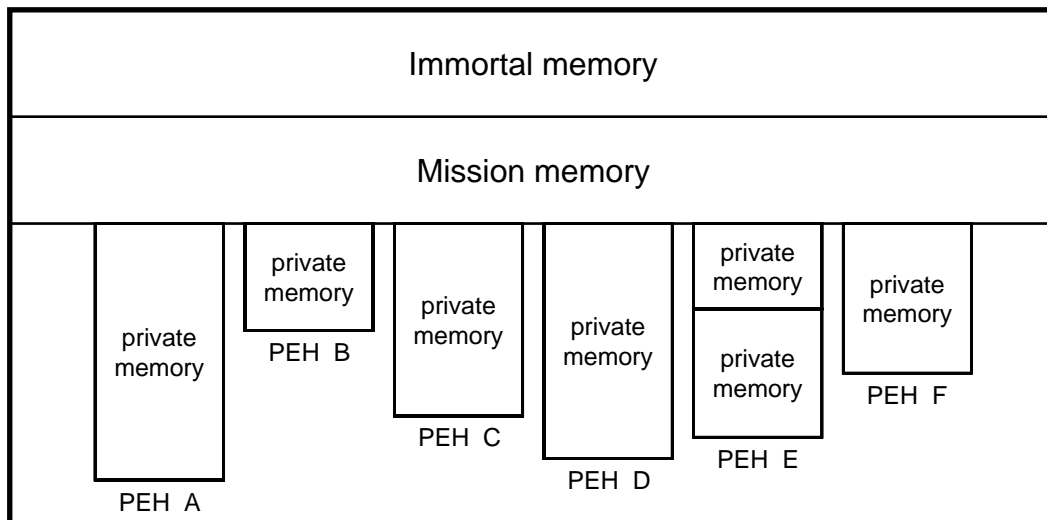 Immortal memory
Mission memory
private
memory
PEH A
private
memory
PEH B
private
memory
PEH C
private
memory
PEH D
private
memory
private
memory
PEH E
private
memory
PEH F